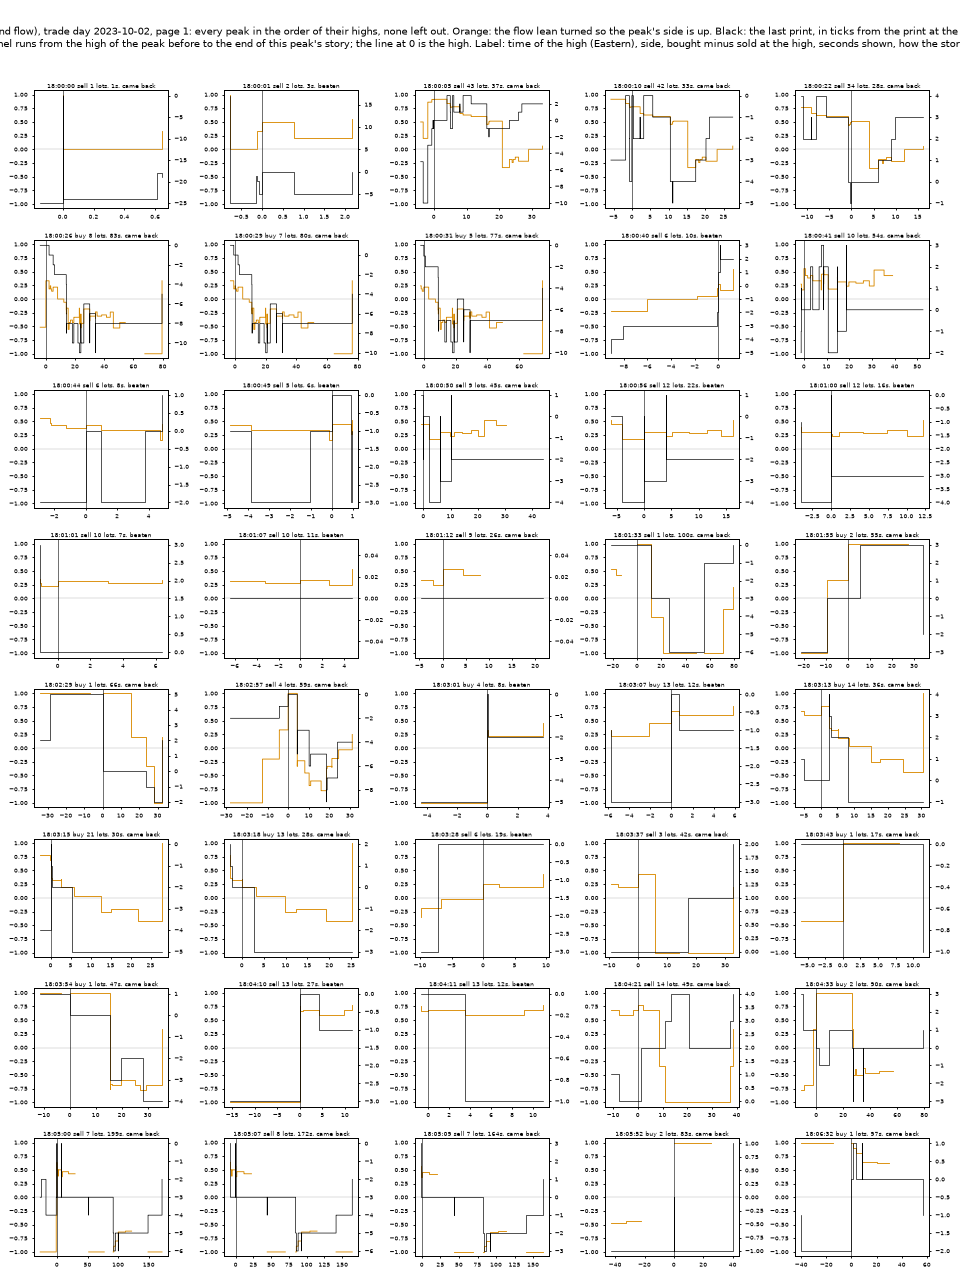 nd flow), trade day 2023-10-02, page 1: every peak in the order of their highs, none left out. Orange: the flow lean turned so the peak's side is up. Black: the last print, in ticks from the print at the
nel runs from the high of the peak before to the end of this peak's story; the line at 0 is the high. Label: time of the high (Eastern), side, bought minus sold at the high, seconds shown, how the stor
18:00:00 sell 1 lots. 1s. came back
18:00:01 sell 2 lots. 3s. beaten
18:00:05 sell 43 lots. 37s. came back
18:00:10 sell 42 lots. 33s. came back
18:00:22 sell 34 lots. 28s. came back
18:00:26 buy 8 lots. 83s. came back
18:00:29 buy 7 lots. 80s. came back
18:00:31 buy 5 lots. 77s. came back
18:00:40 sell 6 lots. 10s. beaten
18:00:41 sell 10 lots. 54s. came back
18:00:44 sell 6 lots. 8s. beaten
18:00:49 sell 5 lots. 6s. beaten
18:00:50 sell 9 lots. 45s. came back
18:00:56 sell 12 lots. 22s. beaten
18:01:00 sell 12 lots. 16s. beaten
18:01:01 sell 10 lots. 7s. beaten
18:01:07 sell 10 lots. 11s. beaten
18:01:12 sell 9 lots. 26s. came back
18:01:33 sell 1 lots. 100s. came back
18:01:55 buy 2 lots. 55s. came back
18:02:29 buy 1 lots. 66s. came back
18:02:57 sell 4 lots. 59s. came back
18:03:01 buy 4 lots. 8s. beaten
18:03:07 buy 13 lots. 12s. beaten
18:03:13 buy 14 lots. 36s. came back
18:03:15 buy 21 lots. 30s. came back
18:03:18 buy 13 lots. 28s. came back
18:03:28 sell 6 lots. 19s. beaten
18:03:37 sell 3 lots. 42s. came back
18:03:43 buy 1 lots. 17s. came back
18:03:54 buy 1 lots. 47s. came back
18:04:10 sell 13 lots. 27s. beaten
18:04:11 sell 13 lots. 12s. beaten
18:04:21 sell 14 lots. 49s. came back
18:04:33 buy 2 lots. 90s. came back
18:05:00 sell 7 lots. 199s. came back
18:05:07 sell 8 lots. 172s. came back
18:05:09 sell 7 lots. 164s. came back
18:05:52 buy 2 lots. 83s. came back
18:06:32 buy 1 lots. 97s. came back